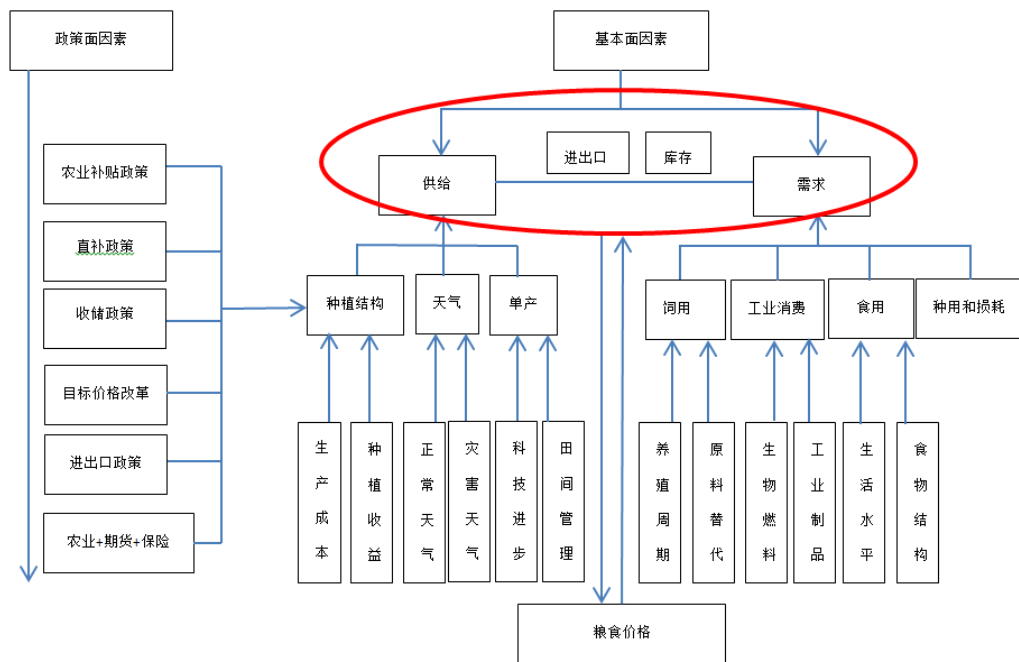 政策面因素
基本面因素
进出口
库存
供给
需求
农业补贴政策
直补政策
收储政策
目标价格改革
进出口政策
农业+期货+保险
种植结构
天气
单产
词用
工业消费
食用
种用和损耗
生产成本
种植收益
正常天气
灾害天气
科技进步
田间管理
养殖周期
原料替代
生物燃料
工业制品
生活水平
食物结构
粮食价格